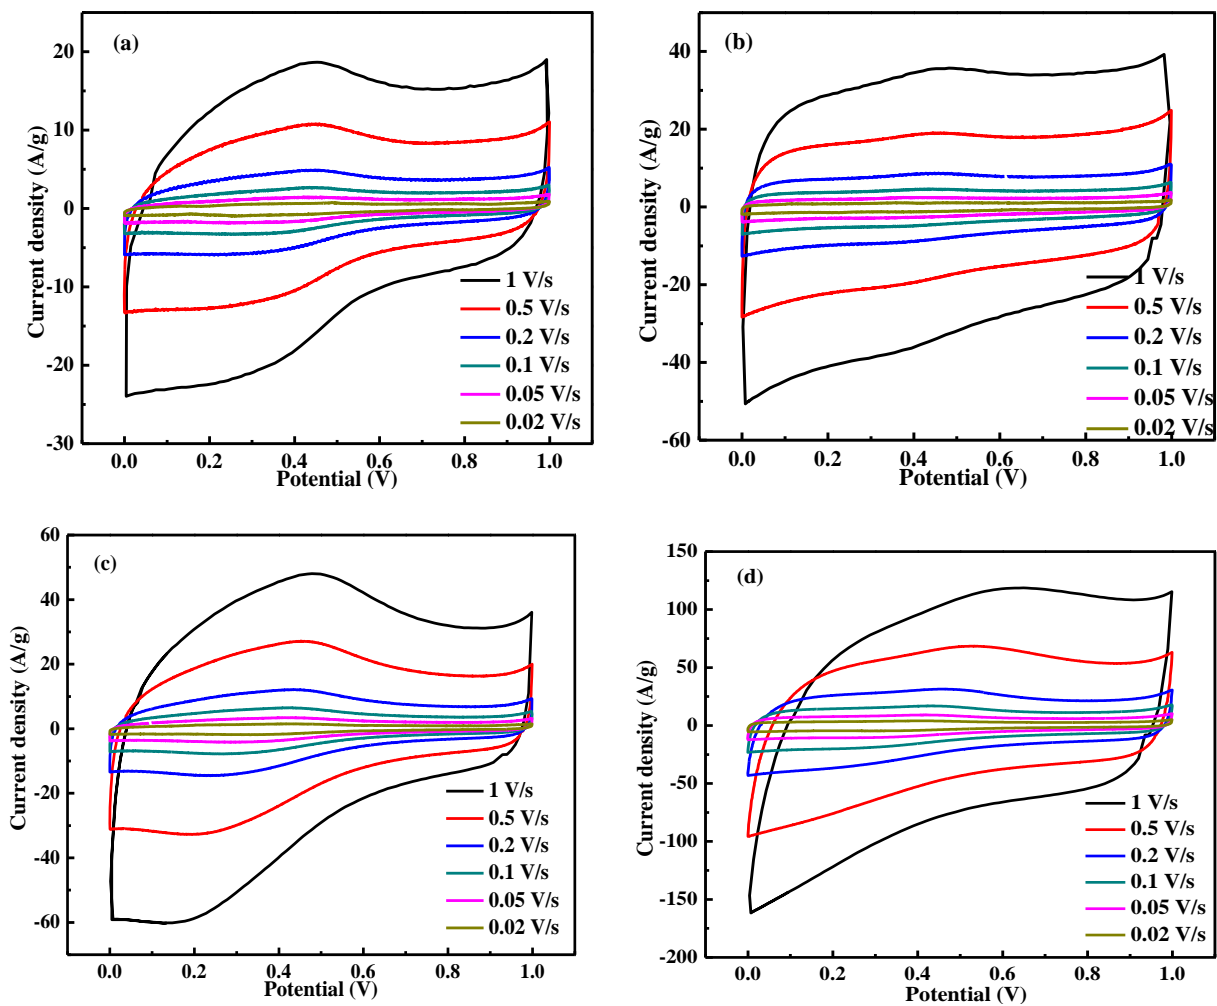 (a)
20
10
0
-10
-20
-30
Current density (A/g)
0.0 0.2 0.4 0.6 0.8 1.0
Potential (V)
1 V/s
0.5 V/s
0.2 V/s
0.1 V/s
0.05 V/s
0.02 V/s
(b)
40
20
0
-20
-40
-60
Current density (A/g)
0.0 0.2 0.4 0.6 0.8 1.0
Potential (V)
1 V/s
0.5 V/s
0.2 V/s
0.1 V/s
0.05 V/s
0.02 V/s
(c)
60
40
20
0
-20
-40
-60
Current density (A/g)
0.0 0.2 0.4 0.6 0.8 1.0
Potential (V)
1 V/s
0.5 V/s
0.2 V/s
0.1 V/s
0.05 V/s
0.02 V/s
(d)
150
100
50
0
-50
-100
-150
-200
Current density (A/g)
0.0 0.2 0.4 0.6 0.8 1.0
Potential (V)
1 V/s
0.5 V/s
0.2 V/s
0.1 V/s
0.05 V/s
0.02 V/s